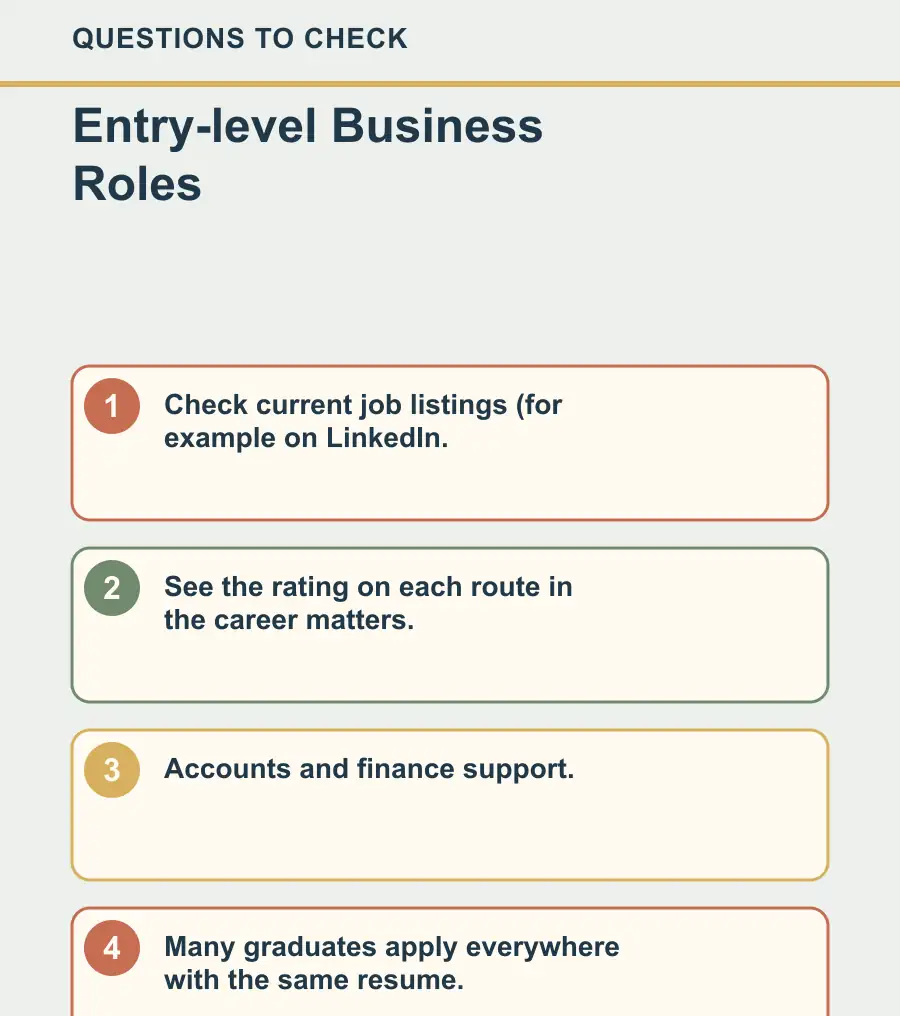 QUESTIONS TO CHECK
Entry-level Business
Roles
1
Check current job listings (for
example on LinkedIn.
2
See the rating on each route in
the career matters.
3
Accounts and finance support.
4
Many graduates apply everywhere
with the same resume.